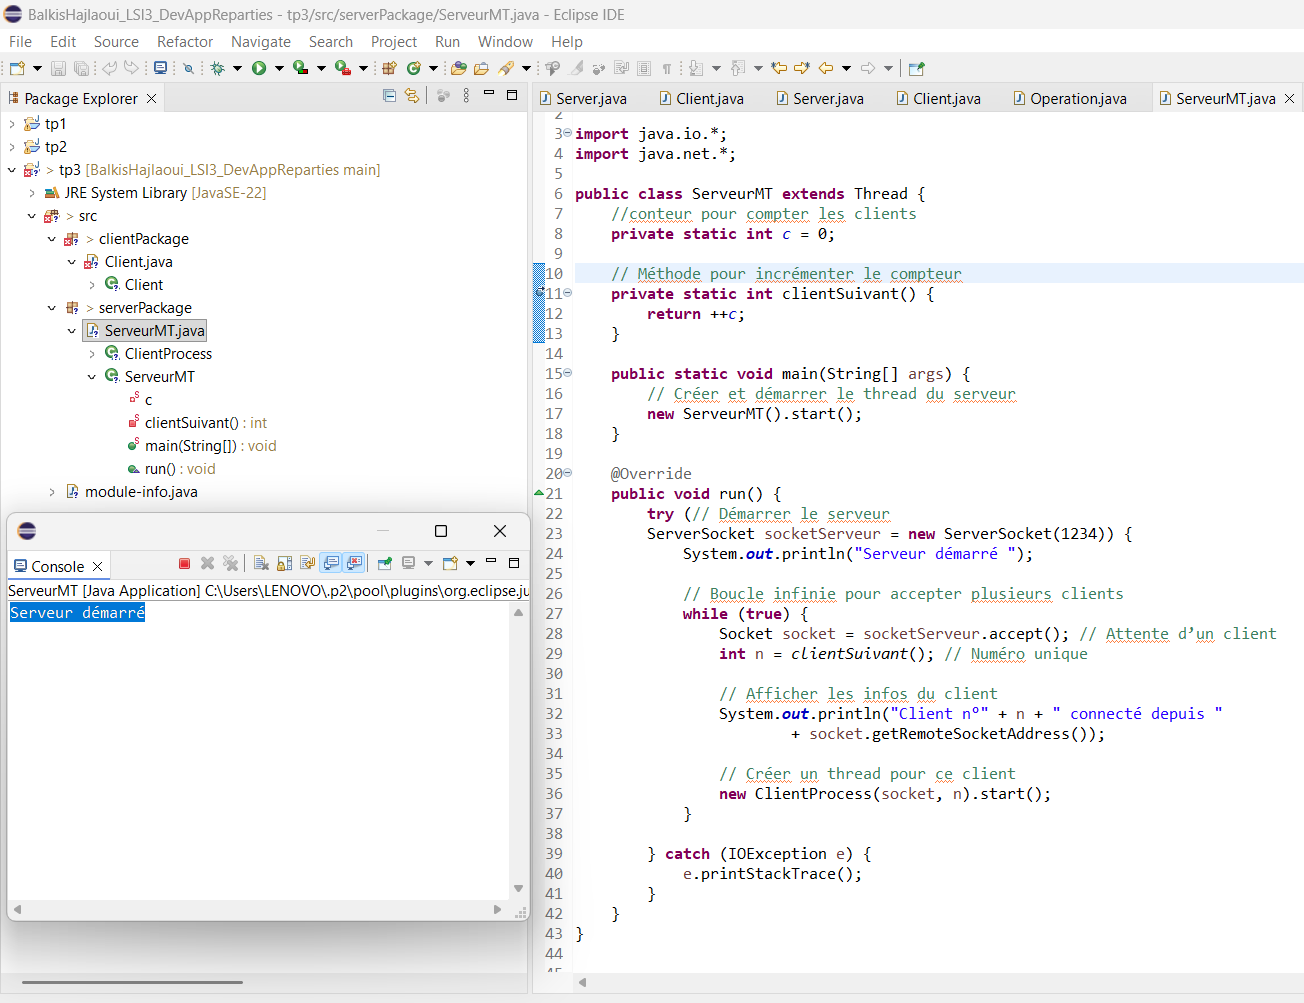 BalkisHajlaoui_LSI3_DevAppReparties - tp3/src/serverPackage/ServeurMT.java - Eclipse IDE
File Edit Source Refactor Navigate Search Project Run Window Help
Package Explorer
tp1
tp2
> tp3 [BalkisHajlaoui_LSI3_DevAppReparties main]
JRE System Library [JavaSE-22]
> src
> clientPackage
Client.java
Client
> serverPackage
ServeurMT.java
ClientProcess
ServeurMT
c
clientSuivant() : int
main(String[]) : void
run() : void
module-info.java
Console
ServeurMT [Java Application] C:\Users\LENOVO\.p2\pool\plugins\org.eclipse.ju
Serveur démarré
Server.java Client.java Server.java Client.java Operation.java ServeurMT.java
2
3 import java.io.*;
4 import java.net.*;
5
6 public class ServeurMT extends Thread {
7 //conteur pour compter les clients
8 private static int c = 0;
9
10 // Méthode pour incrémenter le compteur
11 private static int clientSuivant() {
12 return ++c;
13 }
14
15 public static void main(String[] args) {
16 // Créer et démarrer le thread du serveur
17 new ServeurMT().start();
18 }
19
20 @Override
21 public void run() {
22 try (// Démarrer le serveur
23 ServerSocket socketServeur = new ServerSocket(1234)) {
24 System.out.println("Serveur démarré ");
25
26 // Boucle infinie pour accepter plusieurs clients
27 while (true) {
28 Socket socket = socketServeur.accept(); // Attente d’un client
29 int n = clientSuivant(); // Numéro unique
30
31 // Afficher les infos du client
32 System.out.println("Client n°" + n + " connecté depuis "
33 + socket.getRemoteSocketAddress());
34
35 // Créer un thread pour ce client
36 new ClientProcess(socket, n).start();
37 }
38
39 } catch (IOException e) {
40 e.printStackTrace();
41 }
42 }
43 }
44